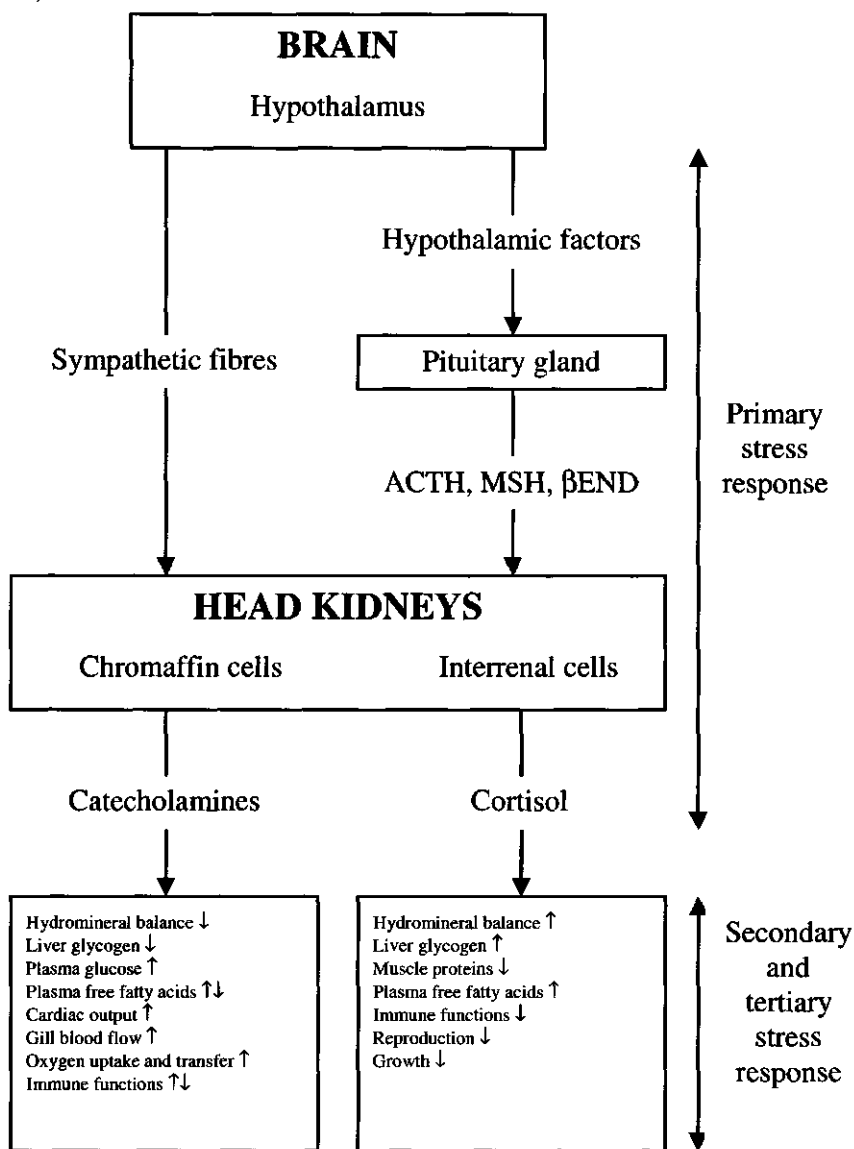 BRAIN
Hypothalamus
Hypothalamic factors
Sympathetic fibres
Pituitary gland
Primary
stress
response
ACTH, MSH, βEND
HEAD KIDNEYS
Chromaffin cells
Interrenal cells
Catecholamines
Cortisol
Hydromineral balance ↓
Liver glycogen ↓
Plasma glucose ↑
Plasma free fatty acids ↑↓
Cardiac output ↑
Gill blood flow ↑
Oxygen uptake and transfer ↑
Immune functions ↑↓
Hydromineral balance ↑
Liver glycogen ↑
Muscle proteins ↓
Plasma free fatty acids ↑
Immune functions ↓
Reproduction ↓
Growth ↓
Secondary
and
tertiary
stress
response